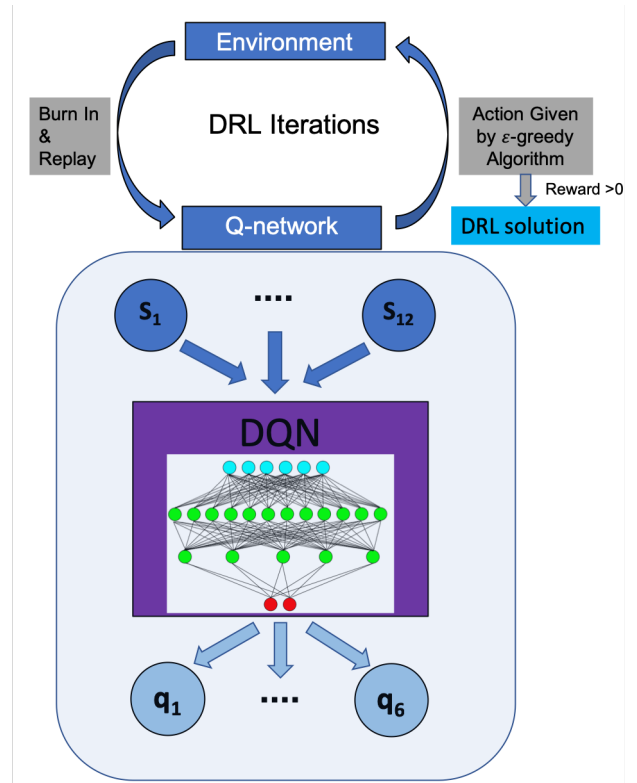 Environment
Burn In
&
Replay
DRL Iterations
Action Given
by ε-greedy
Algorithm
Reward >0
Q-network
DRL solution
S₁
....
S₁₂
DQN
q₁
....
q₆